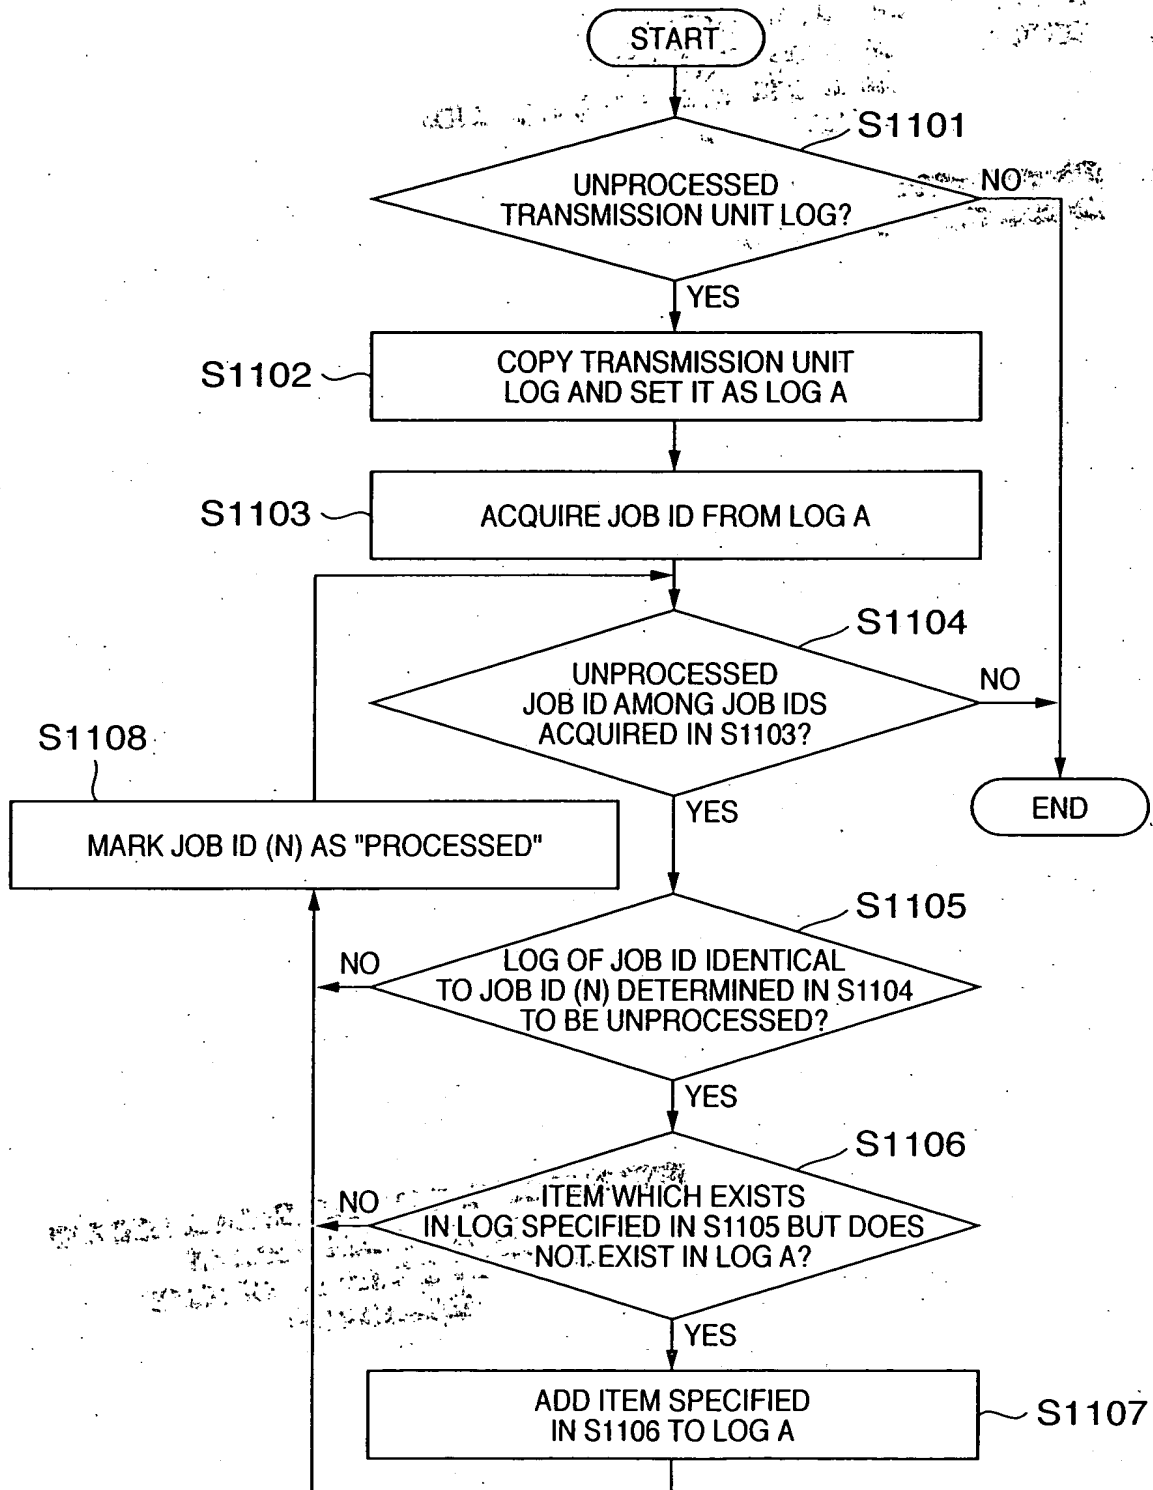 START
S1101
UNPROCESSED
TRANSMISSION UNIT LOG?
NO
YES
S1102
COPY TRANSMISSION UNIT
LOG AND SET IT AS LOG A
S1103
ACQUIRE JOB ID FROM LOG A
S1104
UNPROCESSED
JOB ID AMONG JOB IDS
ACQUIRED IN S1103?
NO
YES
S1108
MARK JOB ID (N) AS "PROCESSED"
END
S1105
LOG OF JOB ID IDENTICAL
TO JOB ID (N) DETERMINED IN S1104
TO BE UNPROCESSED?
NO
YES
S1106
ITEM WHICH EXISTS
IN LOG SPECIFIED IN S1105 BUT DOES
NOT EXIST IN LOG A?
NO
YES
ADD ITEM SPECIFIED
IN S1106 TO LOG A
S1107